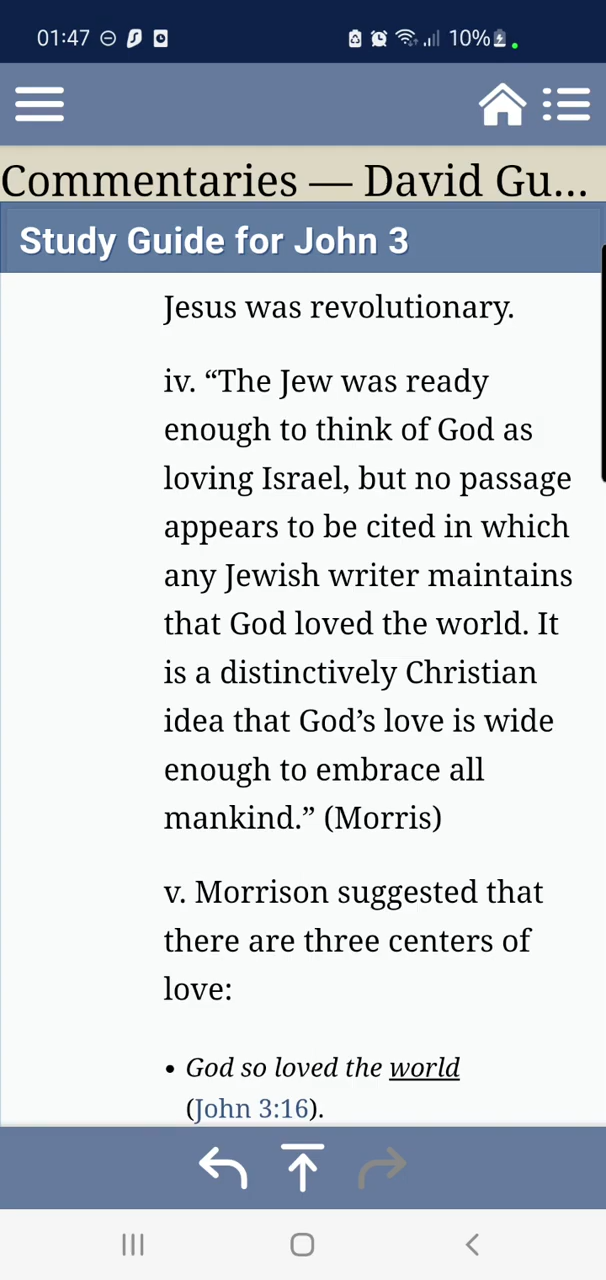 01:47
10%
Commentaries — David Gu...
Study Guide for John 3
Jesus was revolutionary.
iv. “The Jew was ready
enough to think of God as
loving Israel, but no passage
appears to be cited in which
any Jewish writer maintains
that God loved the world. It
is a distinctively Christian
idea that God’s love is wide
enough to embrace all
mankind.” (Morris)
v. Morrison suggested that
there are three centers of
love:
• God so loved the world
(John 3:16).